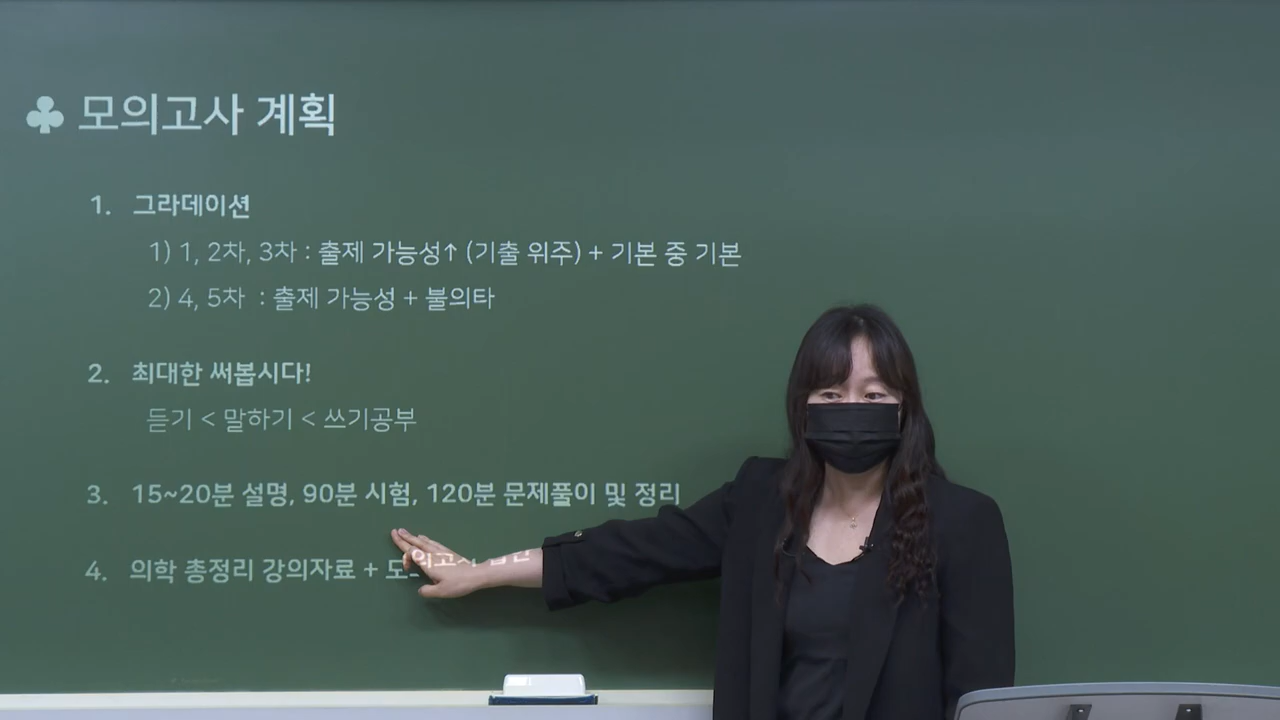 ♣ 모의고사 계획
1. 그라데이션
1) 1, 2차, 3차 : 출제 가능성↑ (기출 위주) + 기본 중 기본
2) 4, 5차 : 출제 가능성 + 불의타
2. 최대한 써봅시다!
듣기 < 말하기 < 쓰기공부
3. 15~20분 설명, 90분 시험, 120분 문제풀이 및 정리
4. 의학 총정리 강의자료 + 모의고사